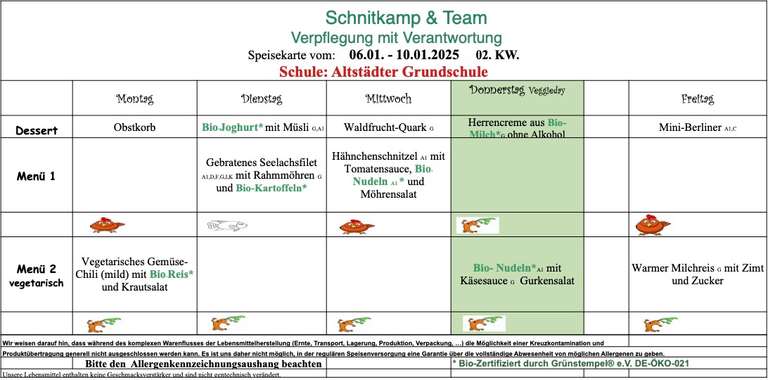 Schnitkamp & Team
Verpflegung mit Verantwortung
Speisekarte vom: 06.01. - 10.01.2025 02. KW.
Schule: Altstädter Grundschule
Montag
Dienstag
Mittwoch
Donnerstag Veggieday
Freitag
Dessert
Obstkorb
Bio Joghurt* mit Müsli G,A1
Waldfrucht-Quark G
Herrencreme aus Bio-
Milch*G ohne Alkohol
Mini-Berliner A1,C
Menü 1
Gebratenes Seelachsfilet
A1,D,F,G,I,K mit Rahmmöhren G
und Bio-Kartoffeln*
Hähnchenschnitzel A1 mit
Tomatensauce, Bio-
Nudeln A1 * und
Möhrensalat
Menü 2
vegetarisch
Vegetarisches Gemüse-
Chili (mild) mit Bio Reis*
und Krautsalat
Bio- Nudeln*A1 mit
Käsesauce G Gurkensalat
Warmer Milchreis G mit Zimt
und Zucker
Wir weisen darauf hin, dass während des komplexen Warenflusses der Lebensmittelherstellung (Ernte, Transport, Lagerung, Produktion, Verpackung, ...) die Möglichkeit einer Kreuzkontamination und
Produktübertragung generell nicht ausgeschlossen werden kann. Es ist uns daher nicht möglich, in der regulären Speisenversorgung eine Garantie über die vollständige Abwesenheit von möglichen Allergenen zu geben.
Bitte den Allergenkennzeichnungsaushang beachten
* Bio-Zertifiziert durch Grünstempel® e.V. DE-ÖKO-021
Unsere Lebensmittel enthalten keine Geschmacksverstärker und sind nicht gentechnisch verändert.